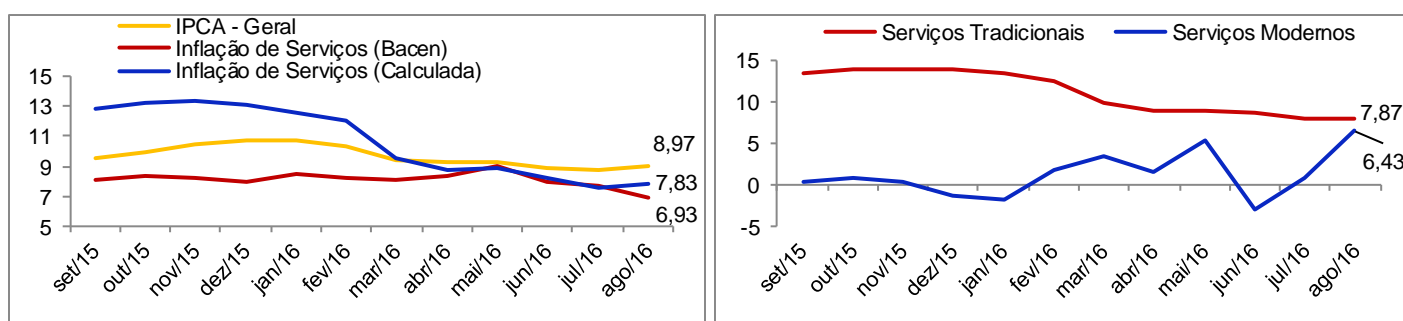 IPCA - Geral
Inflação de Serviços (Bacen)
Inflação de Serviços (Calculada)
15
13
11
9
7
5
8,97
7,83
6,93
set/15
out/15
nov/15
dez/15
jan/16
fev/16
mar/16
abr/16
mai/16
jun/16
jul/16
ago/16
Serviços Tradicionais
Serviços Modernos
15
10
5
0
-5
7,87
6,43
set/15
out/15
nov/15
dez/15
jan/16
fev/16
mar/16
abr/16
mai/16
jun/16
jul/16
ago/16